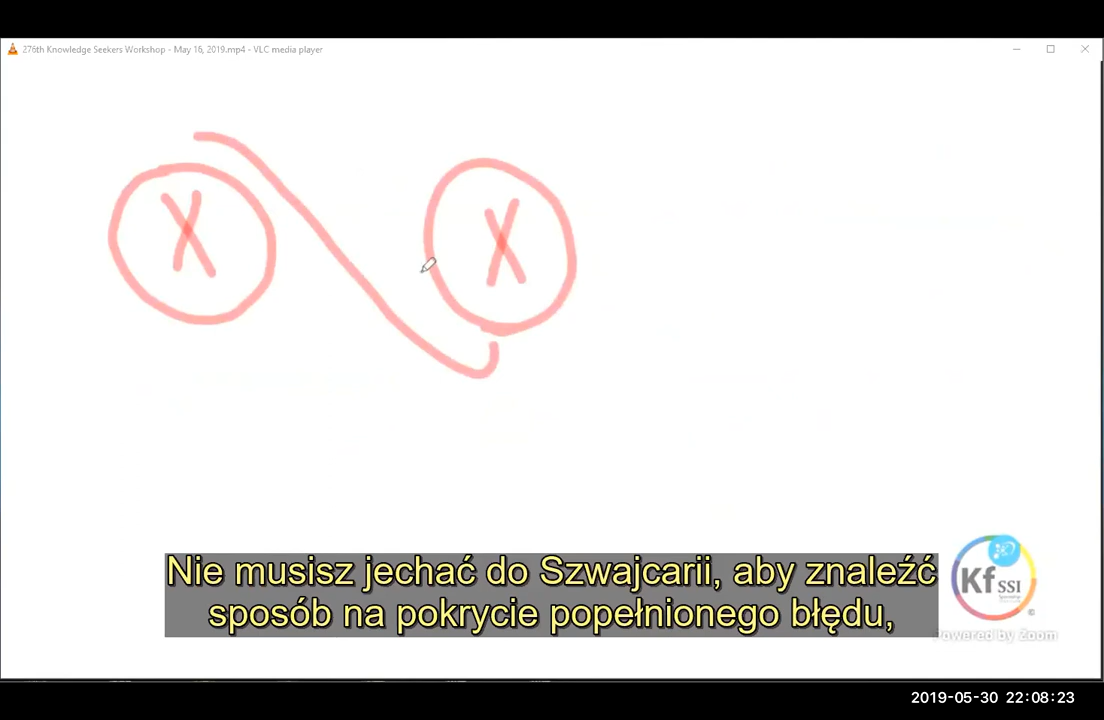 276th Knowledge Seekers Workshop - May 16, 2019.mp4 - VLC media player
X
X
Nie musisz jechać do Szwajcarii, aby znaleźć
sposób na pokrycie popełnionego błędu,
Kf SSI
Powered by Zoom
2019-05-30 22:08:23